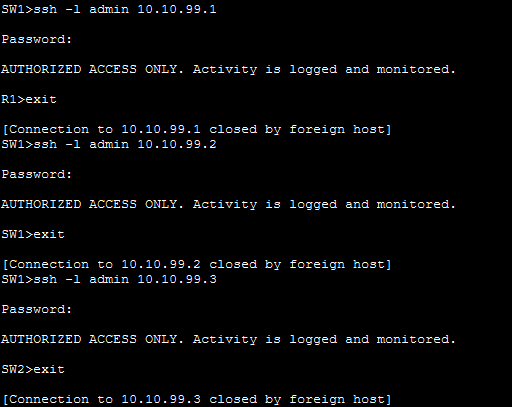 SW1>ssh -l admin 10.10.99.1
Password:
AUTHORIZED ACCESS ONLY. Activity is logged and monitored.
R1>exit
[Connection to 10.10.99.1 closed by foreign host]
SW1>ssh -l admin 10.10.99.2
Password:
AUTHORIZED ACCESS ONLY. Activity is logged and monitored.
SW1>exit
[Connection to 10.10.99.2 closed by foreign host]
SW1>ssh -l admin 10.10.99.3
Password:
AUTHORIZED ACCESS ONLY. Activity is logged and monitored.
SW2>exit
[Connection to 10.10.99.3 closed by foreign host]